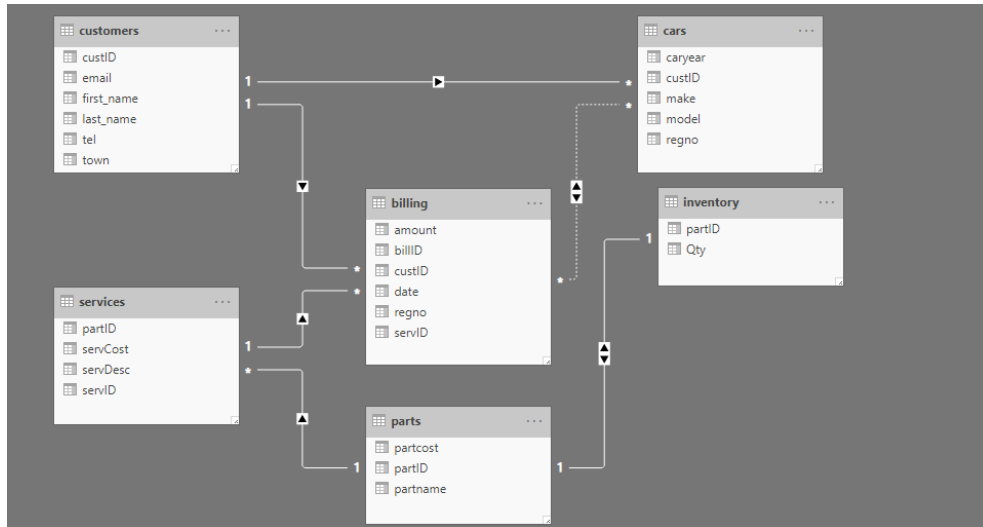 customers ...
custID
email
first_name
last_name
tel
town
cars ...
caryear
custID
make
model
regno
1
*
1
*
billing ...
amount
billID
custID
date
regno
servID
*
*
*
inventory ...
partID
Qty
1
services ...
partID
servCost
servDesc
servID
1
*
parts ...
partcost
partID
partname
1
1